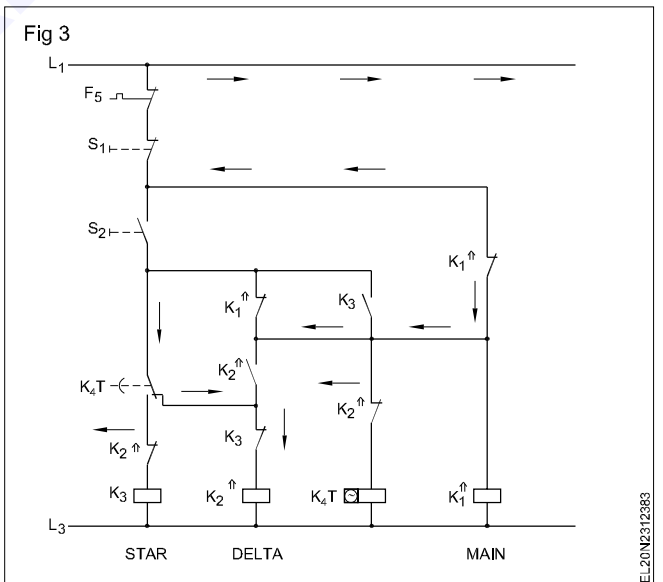 Fig 3
L1
F5
S1
S2
K1
K1
K3
K2
K4T
K2
K2
K3
K3
K2
K4T
K1
L3
STAR DELTA MAIN
EL20N2312383